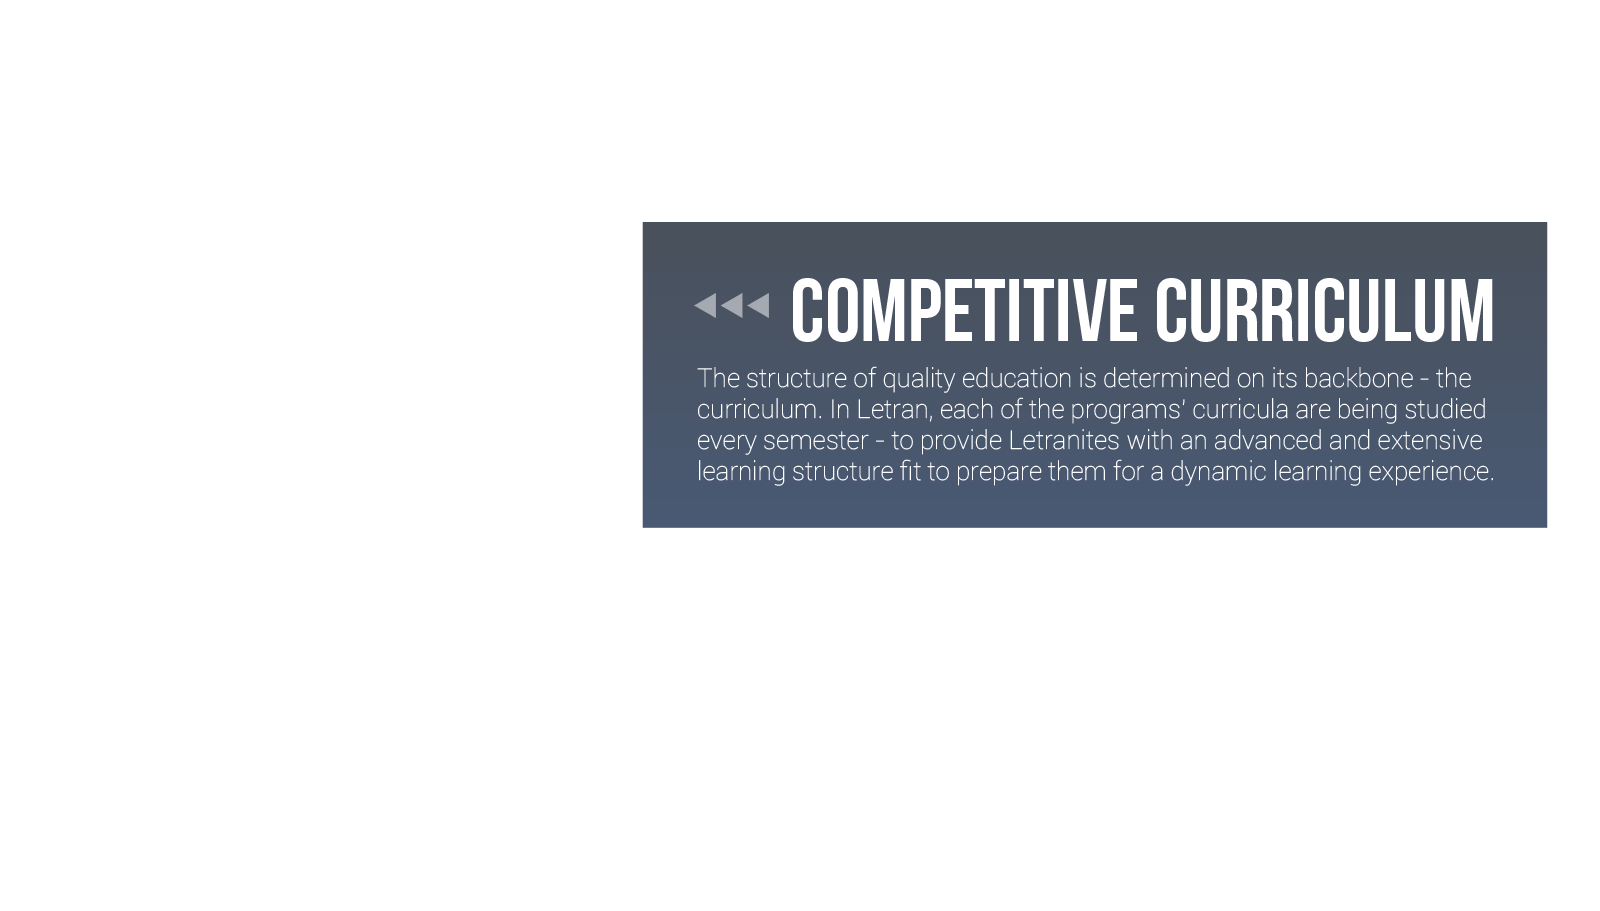 COMPETITIVE CURRICULUM
The structure of quality education is determined on its backbone - the
curriculum. In Letran, each of the programs' curricula are being studied
every semester - to provide Letranites with an advanced and extensive
learning structure fit to prepare them for a dynamic learning experience.